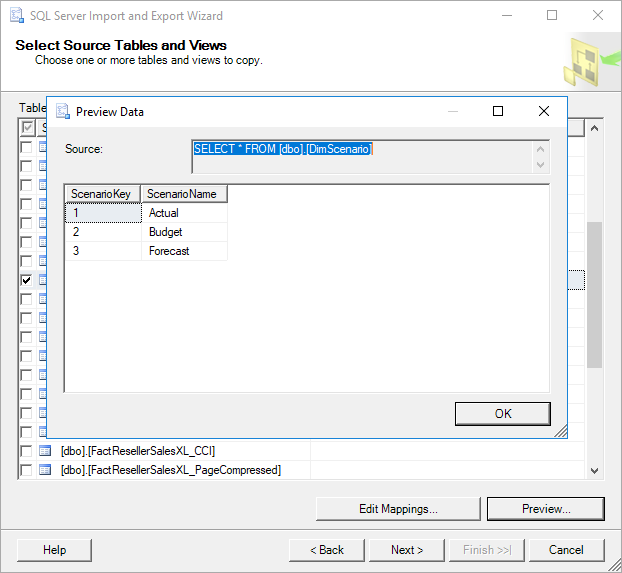 SQL Server Import and Export Wizard
Select Source Tables and Views
Choose one or more tables and views to copy.
Preview Data
Source:
SELECT * FROM [dbo].[DimScenario]
ScenarioKey ScenarioName
1 Actual
2 Budget
3 Forecast
OK
[dbo].[FactResellerSalesXL_CCI]
[dbo].[FactResellerSalesXL_PageCompressed]
Edit Mappings... Preview...
Help < Back Next > Finish >>| Cancel